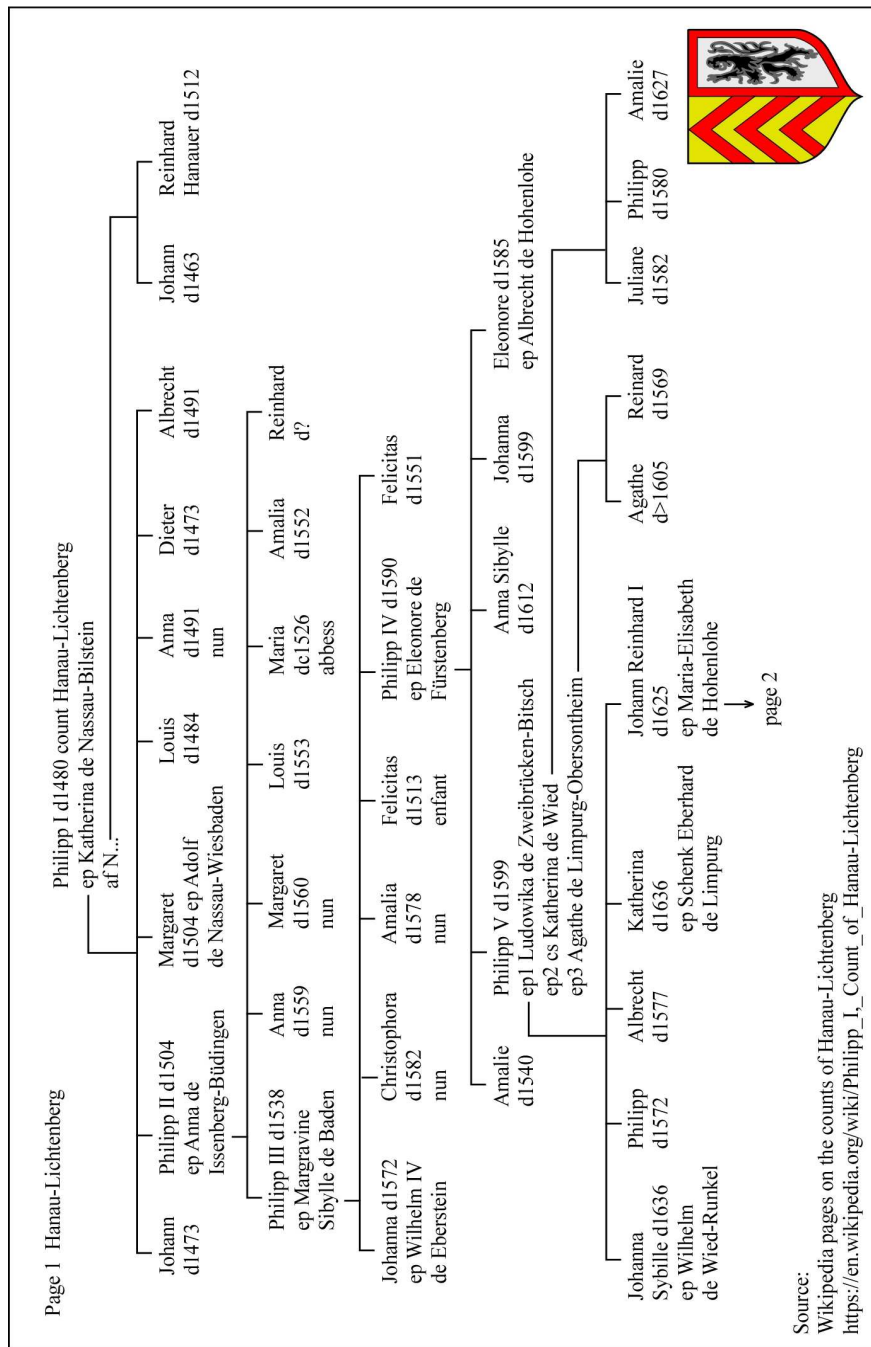 Page 1  Hanau-Lichtenberg
Philipp I d1480 count Hanau-Lichtenberg
ep Katherina de Nassau-Bilstein
af N...
Johann
d1473
Philipp II d1504
ep Anna de
Issenberg-Büdingen
Margaret
d1504 ep Adolf
de Nassau-Wiesbaden
Louis
d1484
Anna
d1491
nun
Dieter
d1473
Albrecht
d1491
Johann
d1463
Reinhard
Hanauer d1512
Philipp III d1538
ep Margravine
Sibylle de Baden
Anna
d1559
nun
Margaret
d1560
nun
Louis
d1553
Maria
dc1526
abbess
Amalia
d1552
Reinhard
d?
Johanna d1572
ep Wilhelm IV
de Eberstein
Christophora
d1582
nun
Amalia
d1578
nun
Felicitas
d1513
enfant
Philipp IV d1590
ep Eleonore de
Fürstenberg
Felicitas
d1551
Amalie
d1540
Philipp V d1599
ep1 Ludowika de Zweibrücken-Bitsch
ep2 cs Katherina de Wied
ep3 Agathe de Limpurg-Obersontheim
Anna Sibylle
d1612
Johanna
d1599
Eleonore d1585
ep Albrecht de Hohenlohe
Johanna
Sybille d1636
ep Wilhelm
de Wied-Runkel
Philipp
d1572
Albrecht
d1577
Katherina
d1636
ep Schenk Eberhard
de Limpurg
Johann Reinhard I
d1625
ep Maria-Elisabeth
de Hohenlohe
page 2
Agathe
d>1605
Reinard
d1569
Juliane
d1582
Philipp
d1580
Amalie
d1627
Source:
Wikipedia pages on the counts of Hanau-Lichtenberg
https://en.wikipedia.org/wiki/Philipp_I,_Count_of_Hanau-Lichtenberg